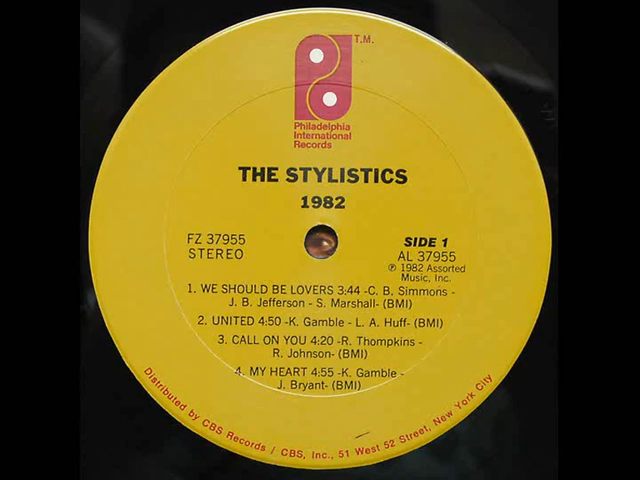 T.M.
Philadelphia
International
Records
THE STYLISTICS
1982
FZ 37955
STEREO
SIDE 1
AL 37955
℗ 1982 Assorted
Music, Inc.
1. WE SHOULD BE LOVERS 3:44 -C. B. Simmons -
J. B. Jefferson - S. Marshall- (BMI)
2. UNITED 4:50 -K. Gamble - L. A. Huff- (BMI)
3. CALL ON YOU 4:20 -R. Thompkins -
R. Johnson- (BMI)
4. MY HEART 4:55 -K. Gamble -
J. Bryant- (BMI)
Distributed by CBS Records / CBS, Inc., 51 West 52 Street, New York City